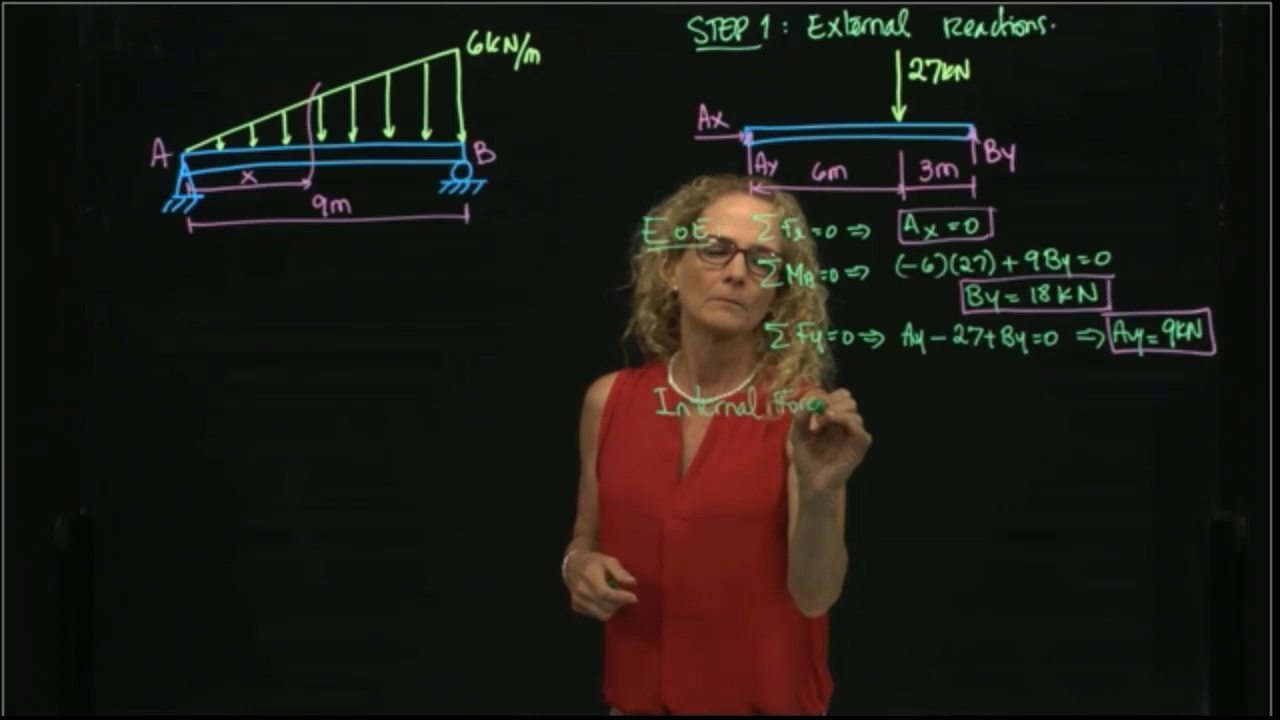 STEP 1: External reactions.
6KN/m
27KN
A
B
x
9m
Ax
Ay
By
6m
3m
E o E: ΣFx=0 ⇒ Ax=0
ΣMA=0 ⇒ (-6)(27)+9By=0
By=18KN
ΣFy=0 ⇒ Ay-27+By=0 ⇒ Ay=9KN
Internal Forc